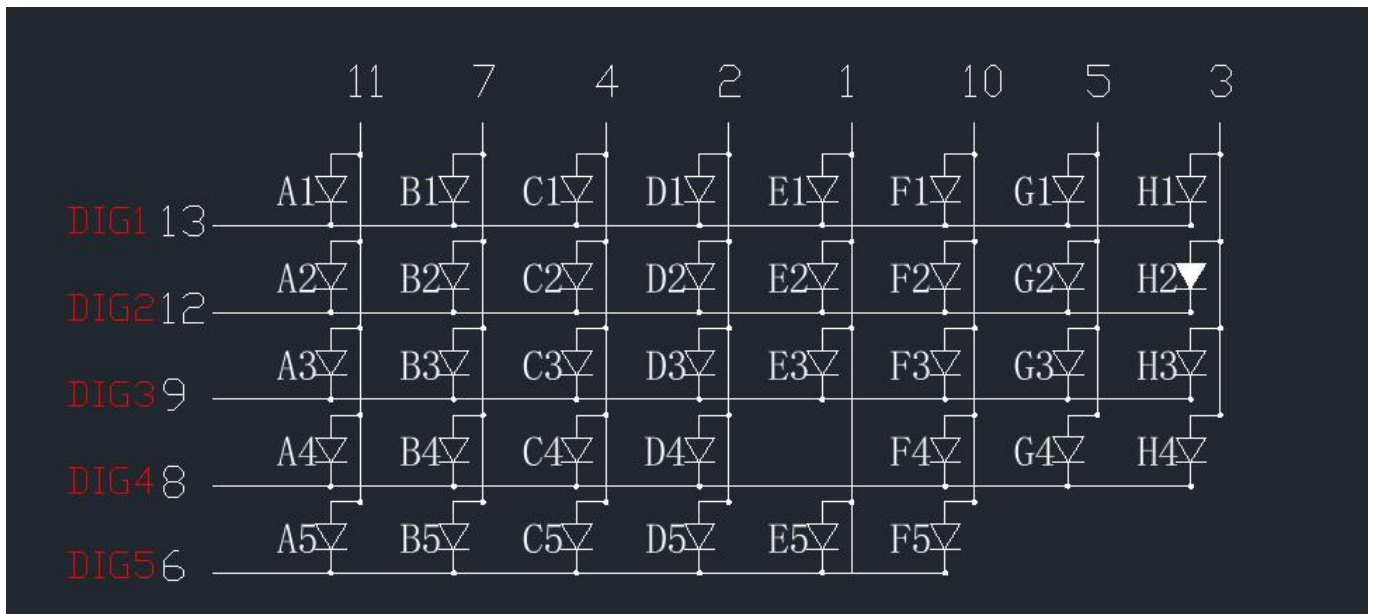 11 7 4 2 1 10 5 3
A1 B1 C1 D1 E1 F1 G1 H1
DIG1 13
A2 B2 C2 D2 E2 F2 G2 H2
DIG2 12
A3 B3 C3 D3 E3 F3 G3 H3
DIG3 9
A4 B4 C4 D4 F4 G4 H4
DIG4 8
A5 B5 C5 D5 E5 F5
DIG5 6